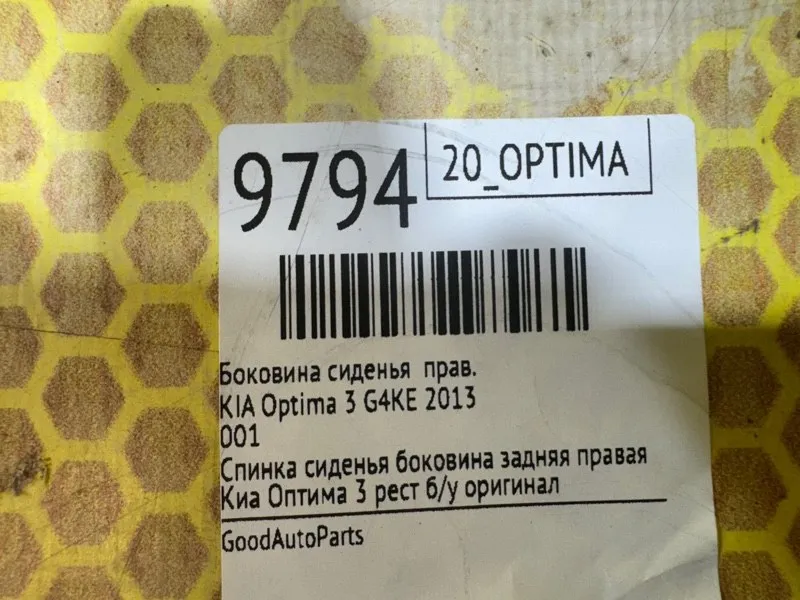 9794
20_OPTIMA
Боковина сиденья прав.
KIA Optima 3 G4KE 2013
001
Спинка сиденья боковина задняя правая
Киа Оптима 3 рест б/у оригинал
GoodAutoParts